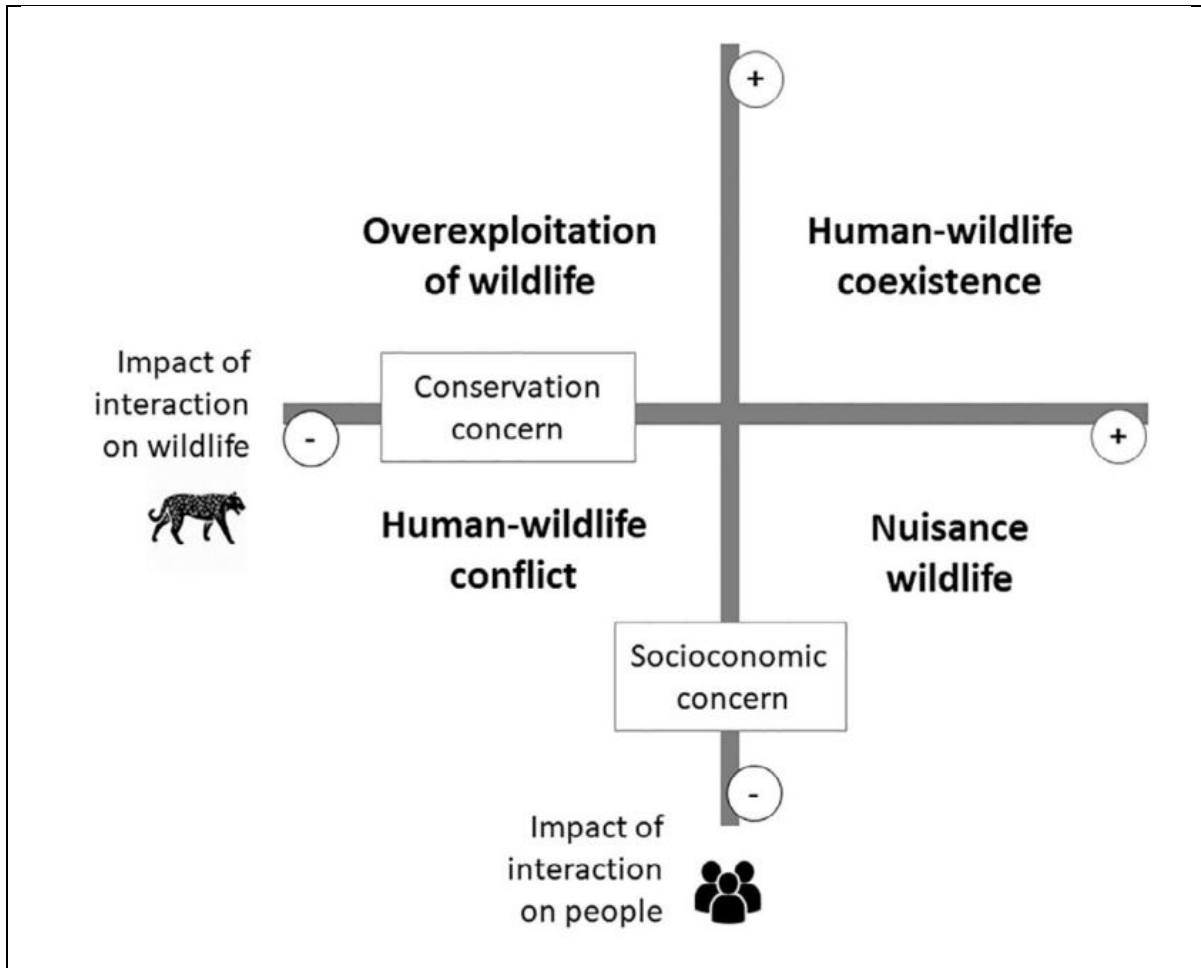 +
Overexploitation
of wildlife
Human-wildlife
coexistence
Impact of
interaction
on wildlife
Conservation
concern
-
+
Human-wildlife
conflict
Nuisance
wildlife
Socioconomic
concern
-
Impact of
interaction
on people